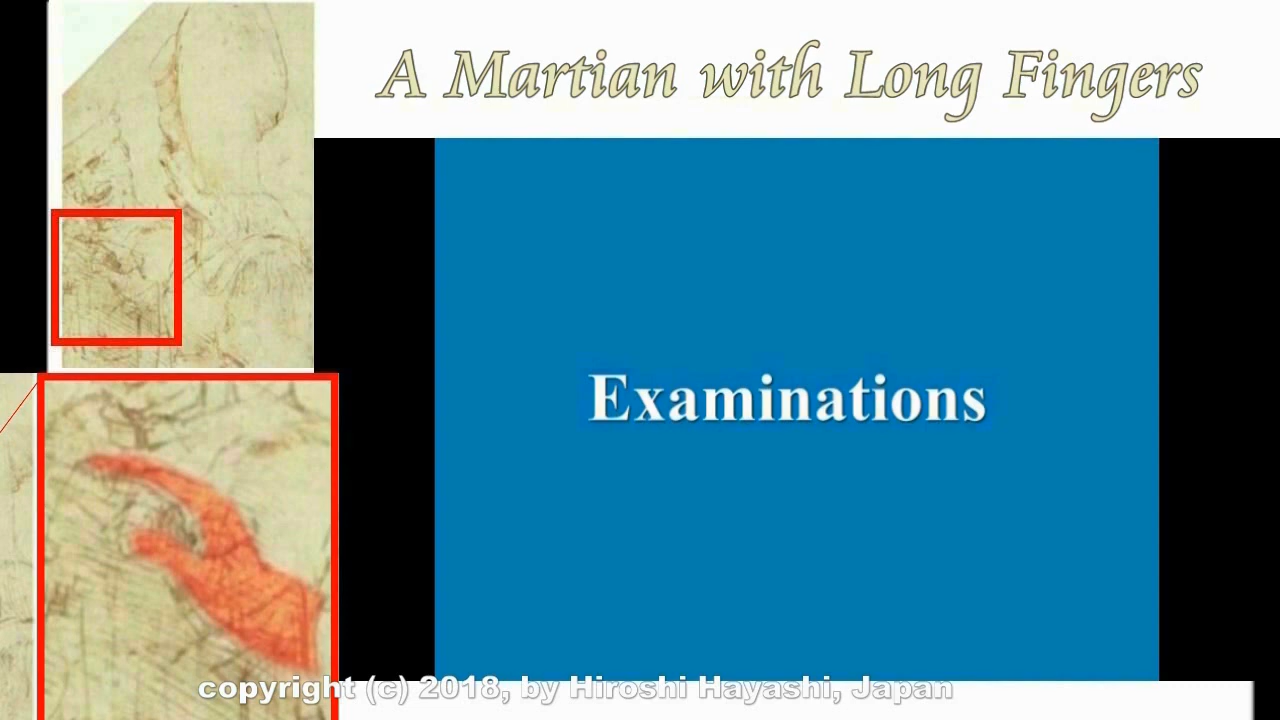 A Martian with Long Fingers
Examinations
copyright (c) 2018, by Hiroshi Hayashi, Japan